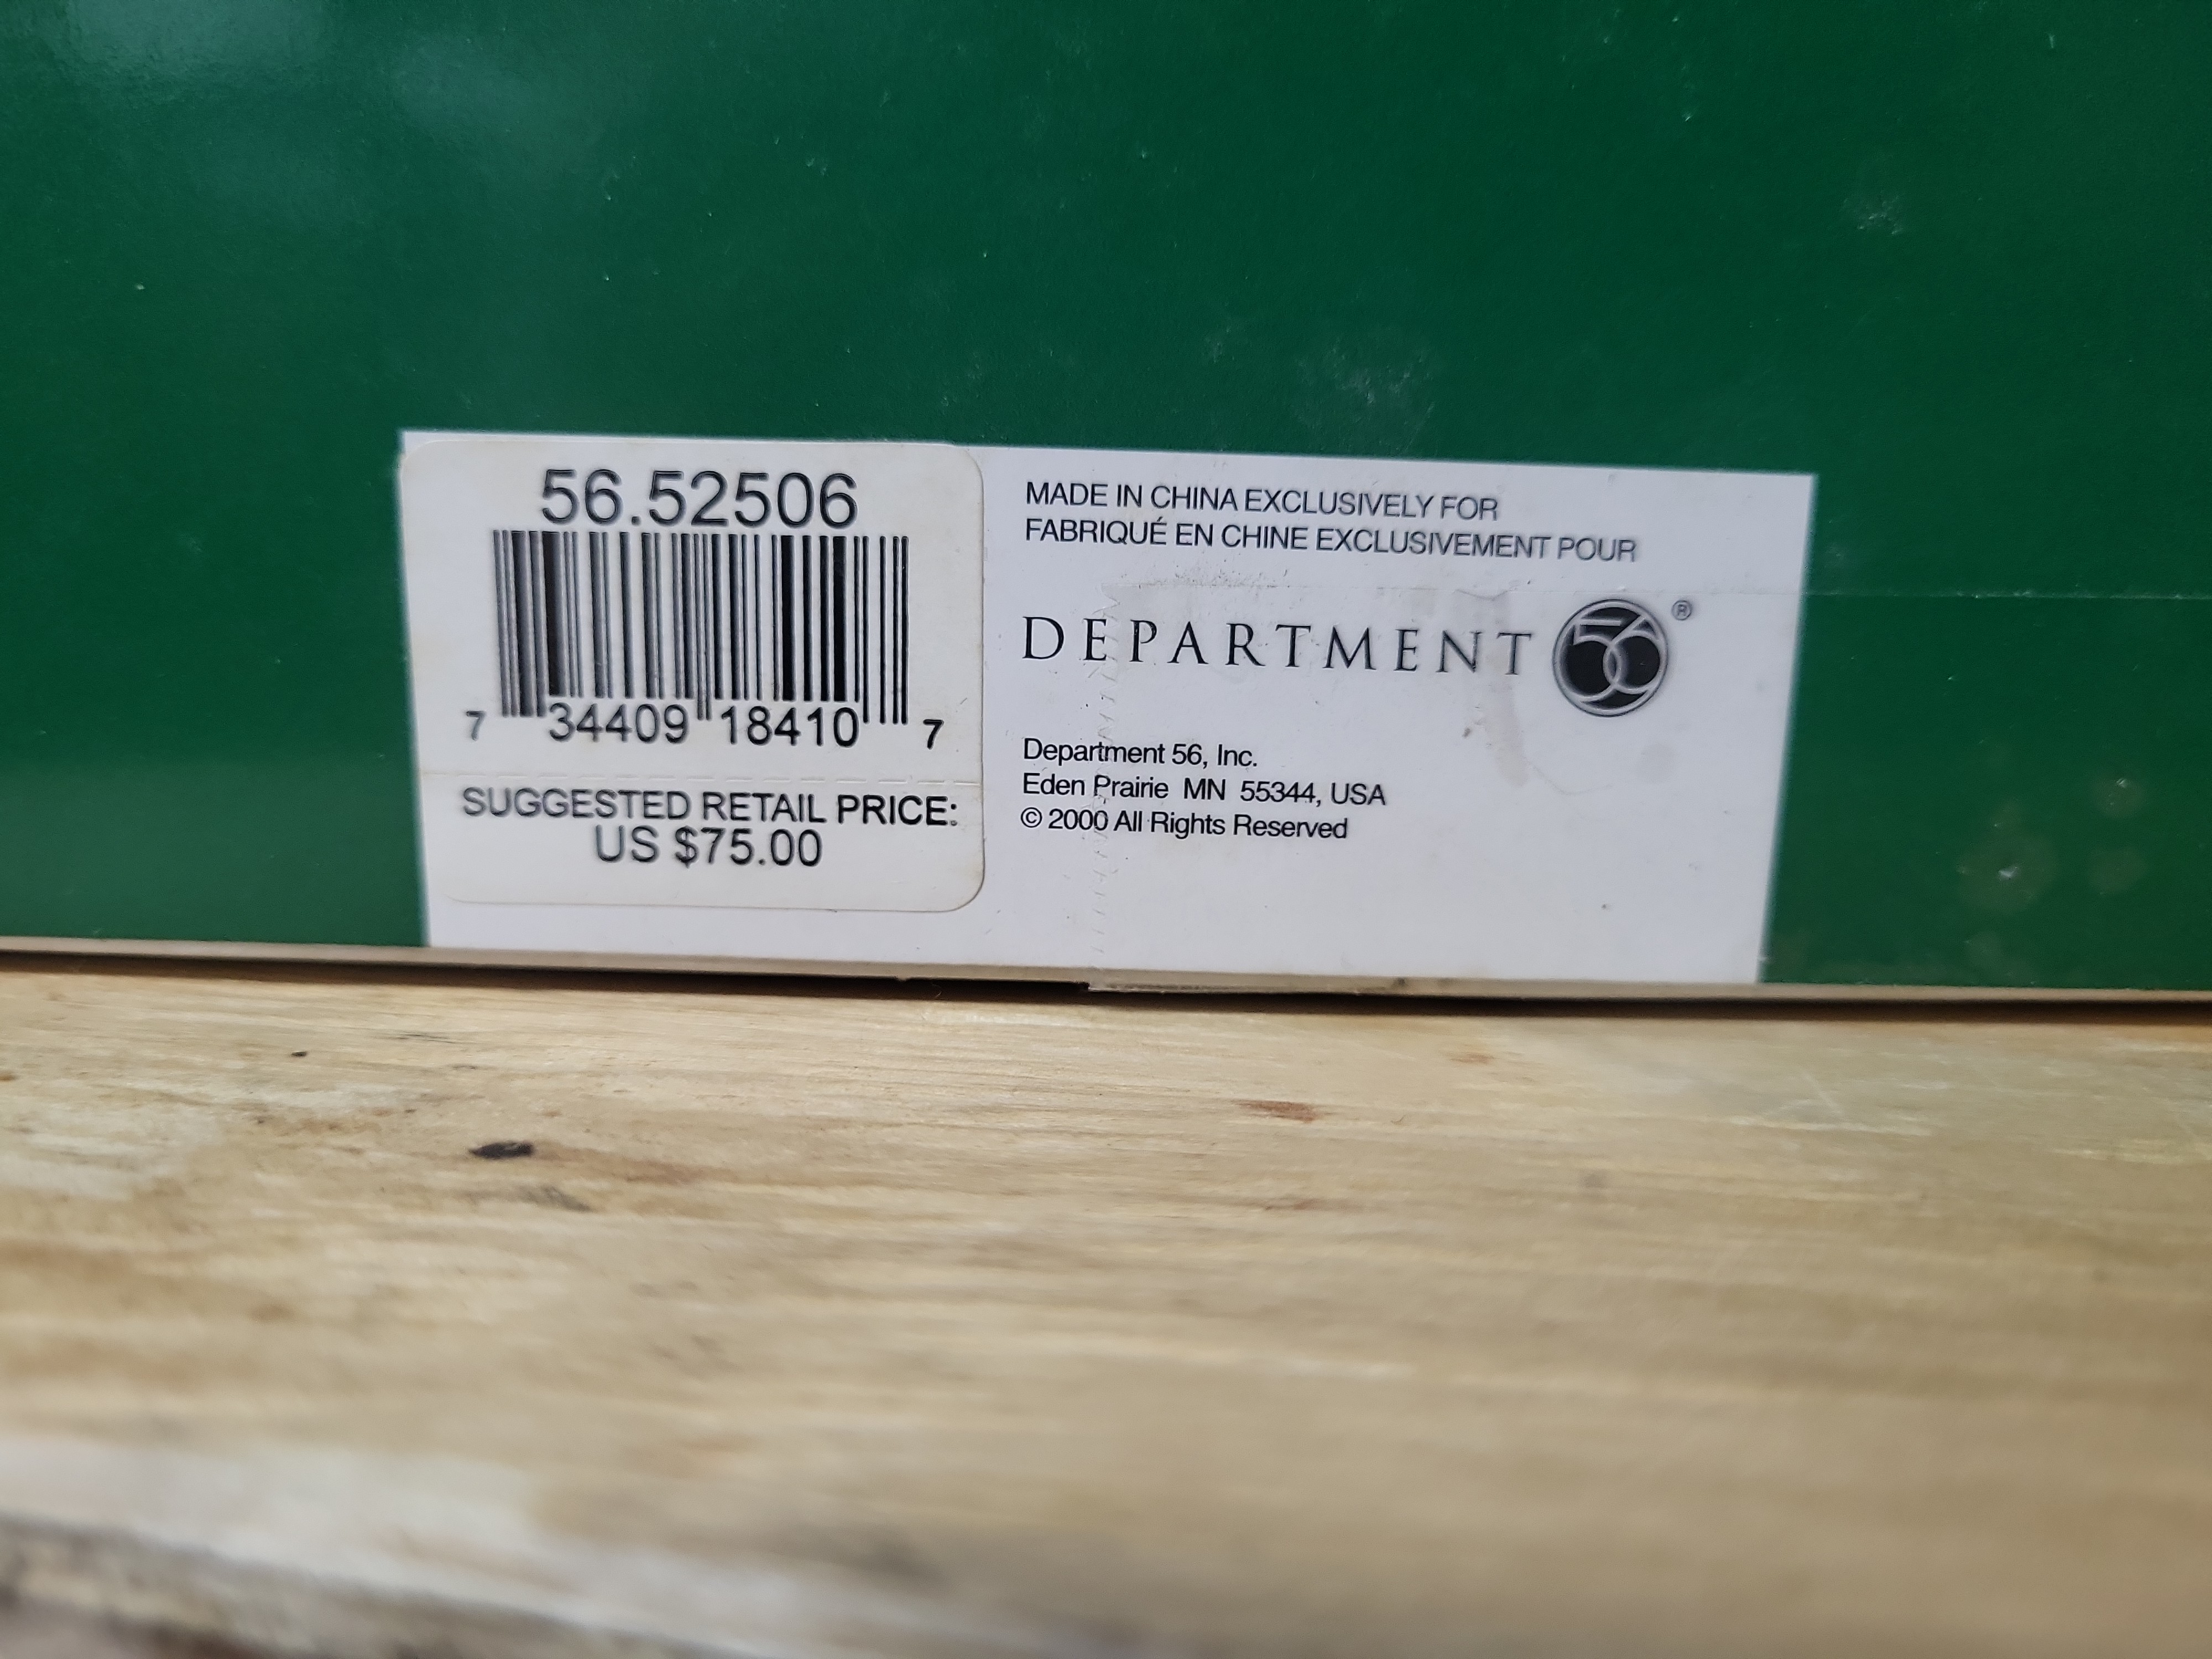 56.52506
7 34409 18410 7
SUGGESTED RETAIL PRICE:
US $75.00
MADE IN CHINA EXCLUSIVELY FOR
FABRIQUÉ EN CHINE EXCLUSIVEMENT POUR
DEPARTMENT 56 ®
Department 56, Inc.
Eden Prairie MN 55344, USA
© 2000 All Rights Reserved